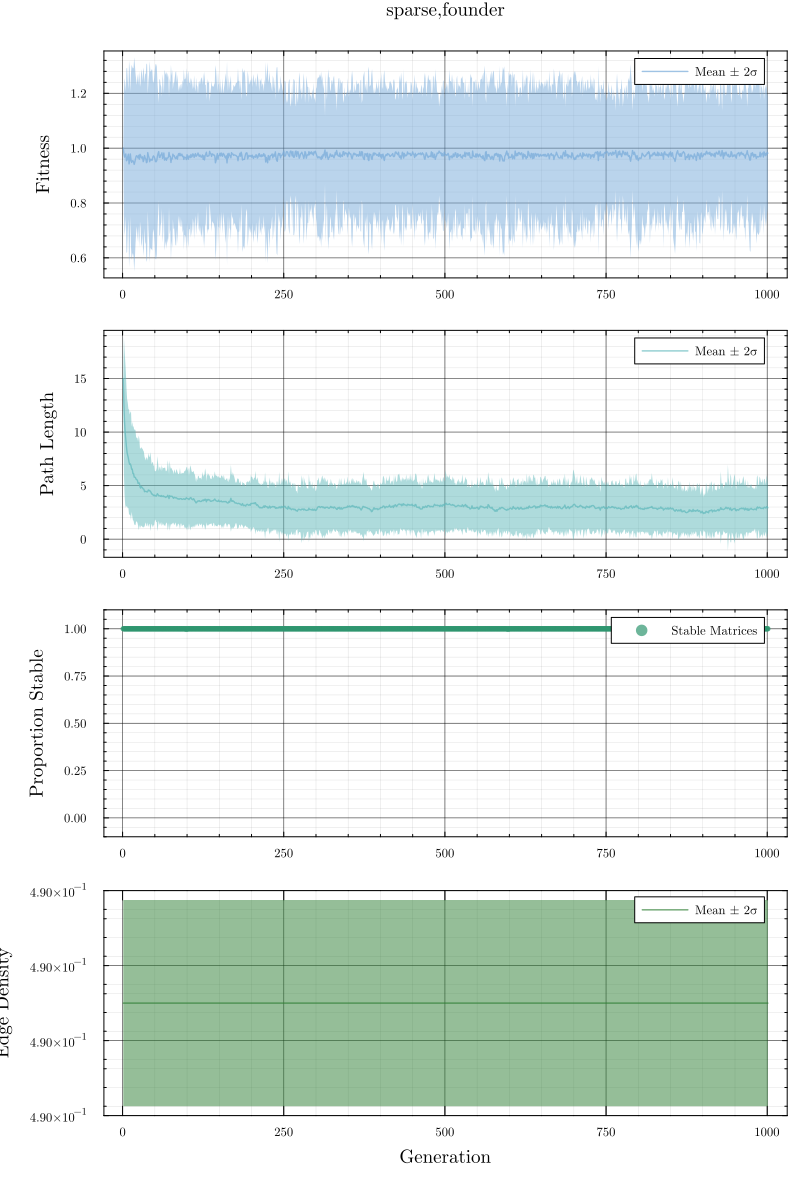 sparse,founder
Mean ± 2σ
Fitness
1.2
1.0
0.8
0.6
0 250 500 750 1000
Mean ± 2σ
Path Length
15
10
5
0
0 250 500 750 1000
Stable Matrices
Proportion Stable
1.00
0.75
0.50
0.25
0.00
0 250 500 750 1000
Mean ± 2σ
Edge Density
4.90×10⁻¹
4.90×10⁻¹
4.90×10⁻¹
4.90×10⁻¹
0 250 500 750 1000
Generation